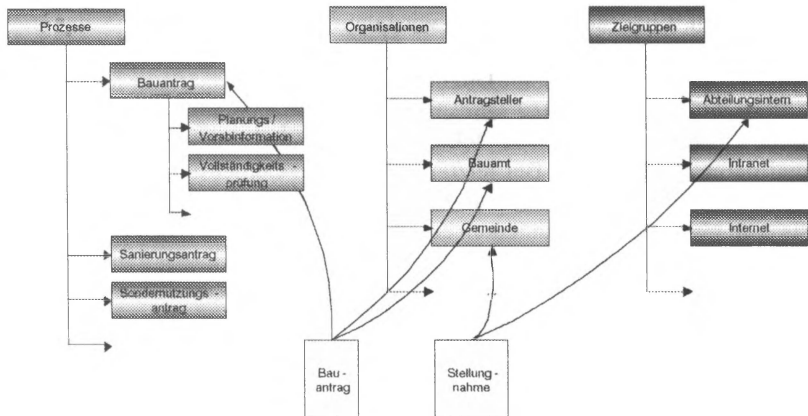 Prozesse
Bauantrag
Planungs /
Vorabinformation
Vollständigkeits -
prüfung
Sanierungsantrag
Sondernutzungs -
antrag
Organisationen
Antragsteller
Bauamt
Gemeinde
Zielgruppen
Abteilungsintern
Intranet
Internet
Bau -
antrag
Stellung -
nahme